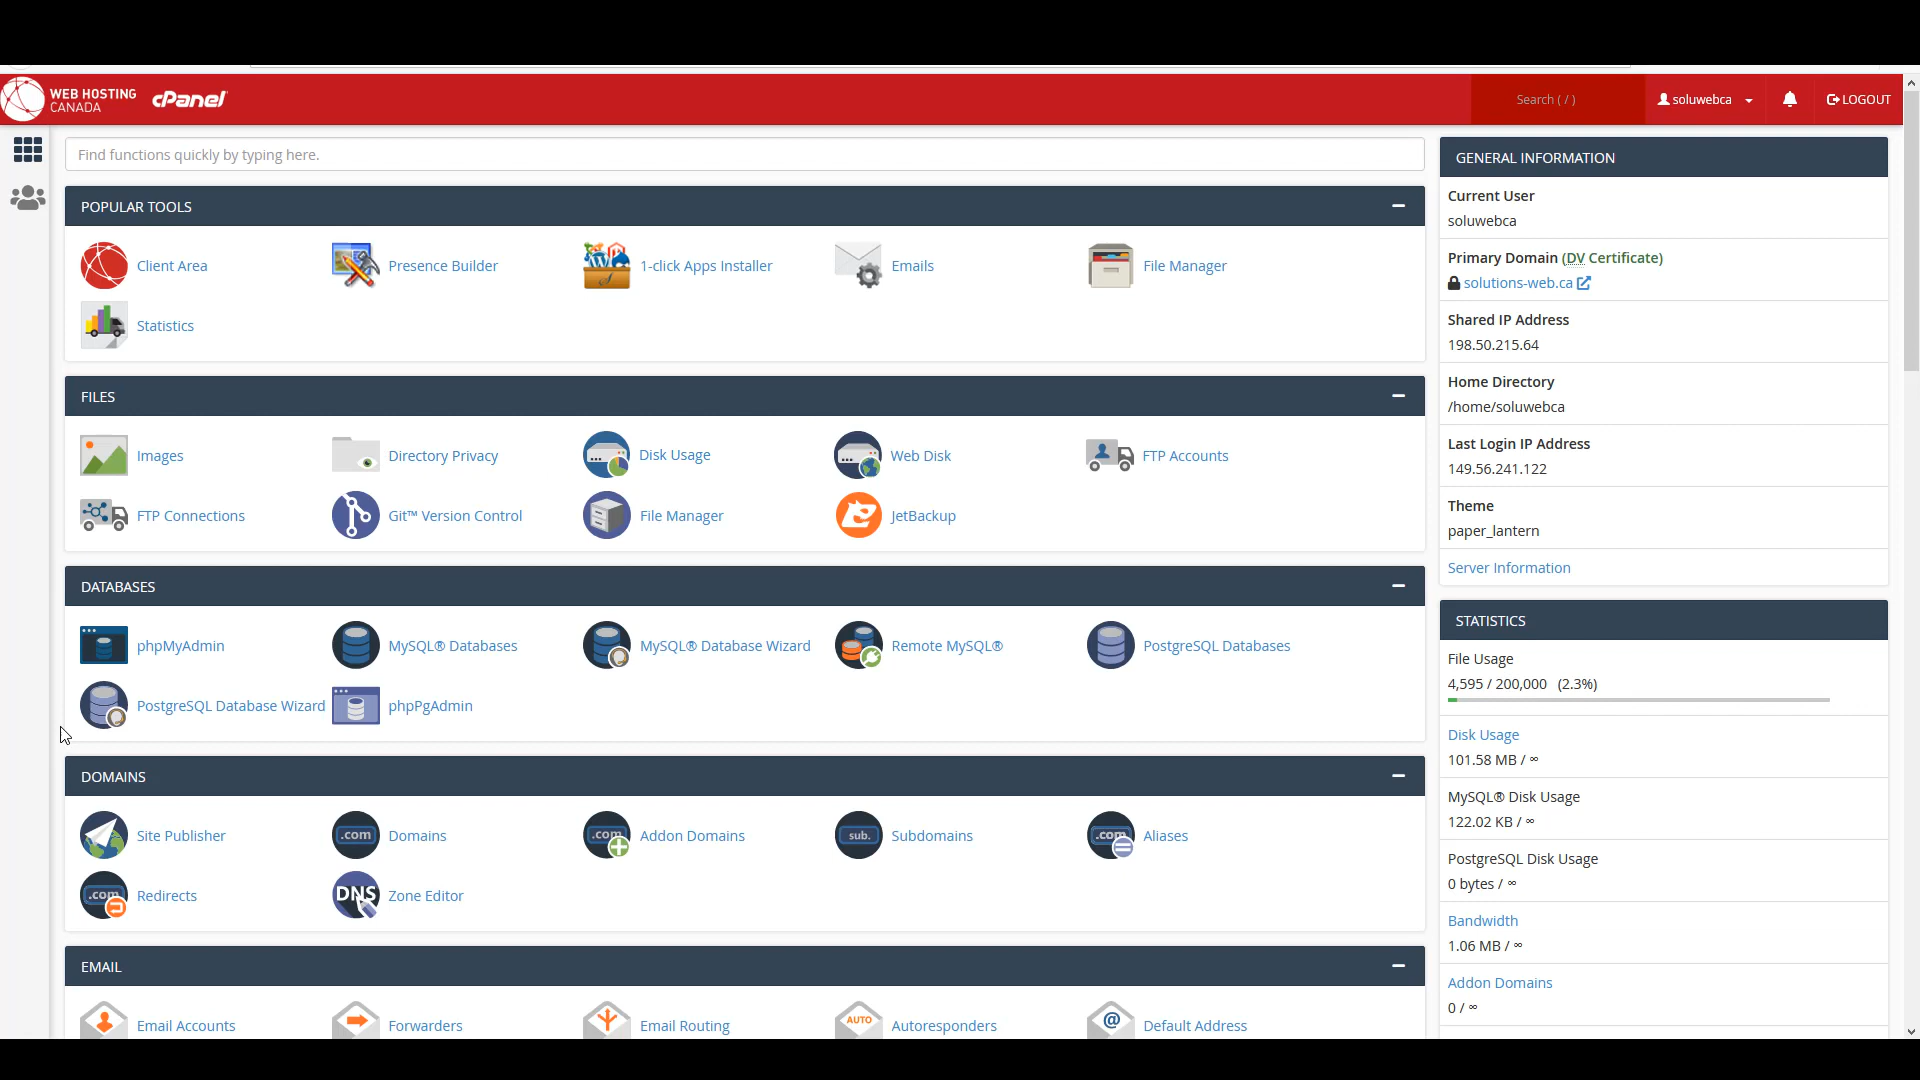 WEB HOSTING
CANADA
cPanel
Search ( / )
soluwebca
LOGOUT
Find functions quickly by typing here.
POPULAR TOOLS
Client Area
Presence Builder
1-click Apps Installer
Emails
File Manager
Statistics
FILES
Images
Directory Privacy
Disk Usage
Web Disk
FTP Accounts
FTP Connections
Git™ Version Control
File Manager
JetBackup
DATABASES
phpMyAdmin
MySQL® Databases
MySQL® Database Wizard
Remote MySQL®
PostgreSQL Databases
PostgreSQL Database Wizard
phpPgAdmin
DOMAINS
Site Publisher
.com
Domains
.com
Addon Domains
sub.
Subdomains
.com
Aliases
.com
Redirects
DNS
Zone Editor
EMAIL
Email Accounts
Forwarders
Email Routing
AUTO
Autoresponders
@
Default Address
GENERAL INFORMATION
Current User
soluwebca
Primary Domain (DV Certificate)
solutions-web.ca
Shared IP Address
198.50.215.64
Home Directory
/home/soluwebca
Last Login IP Address
149.56.241.122
Theme
paper_lantern
Server Information
STATISTICS
File Usage
4,595 / 200,000 (2.3%)
Disk Usage
101.58 MB / ∞
MySQL® Disk Usage
122.02 KB / ∞
PostgreSQL Disk Usage
0 bytes / ∞
Bandwidth
1.06 MB / ∞
Addon Domains
0 / ∞